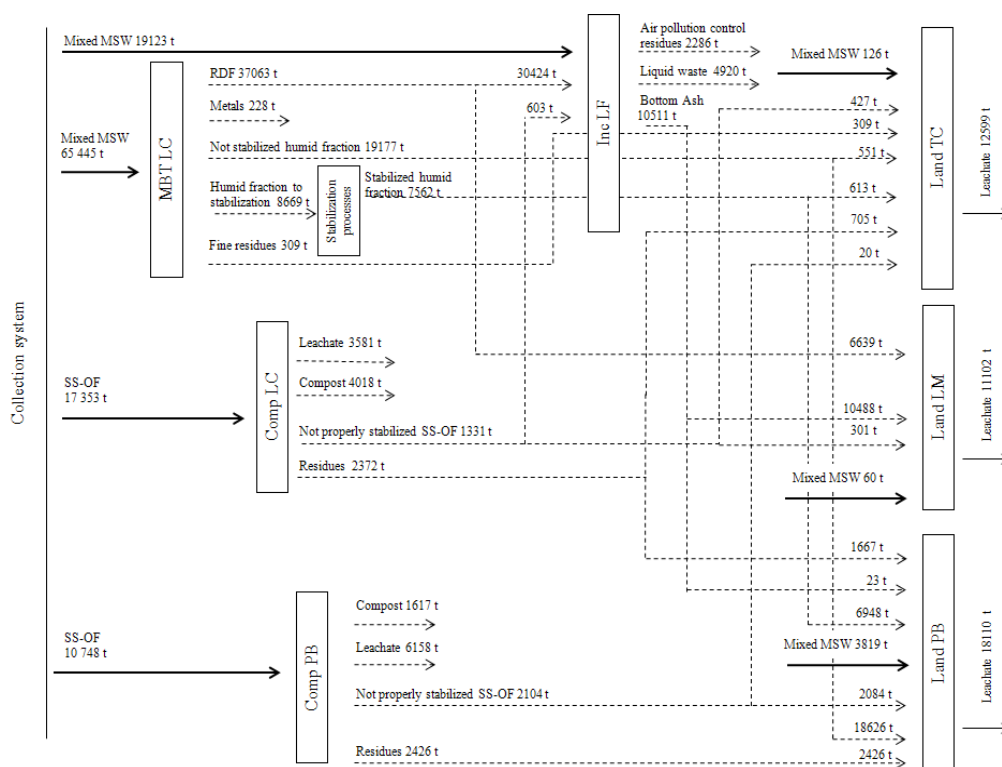 Collection system
Mixed MSW 19123 t
Mixed MSW
65 445 t
MBT LC
RDF 37063 t
30424 t
Metals 228 t
603 t
Not stabilized humid fraction 19177 t
Humid fraction to
stabilization 8669 t
Stabilization
processes
Stabilized humid
fraction 7562 t
Fine residues 309 t
Inc LF
Air pollution control
residues 2286 t
Liquid waste 4920 t
Bottom Ash
10511 t
Mixed MSW 126 t
427 t
309 t
551 t
613 t
705 t
20 t
Land TC
Leachate 12599 t
SS-OF
17 353 t
Comp LC
Leachate 3581 t
Compost 4018 t
Not properly stabilized SS-OF 1331 t
Residues 2372 t
6639 t
10488 t
301 t
Mixed MSW 60 t
Land LM
Leachate 11102 t
SS-OF
10 748 t
Comp PB
Compost 1617 t
Leachate 6158 t
Not properly stabilized SS-OF 2104 t
Residues 2426 t
1667 t
23 t
6948 t
Mixed MSW 3819 t
2084 t
18626 t
2426 t
Land PB
Leachate 18110 t